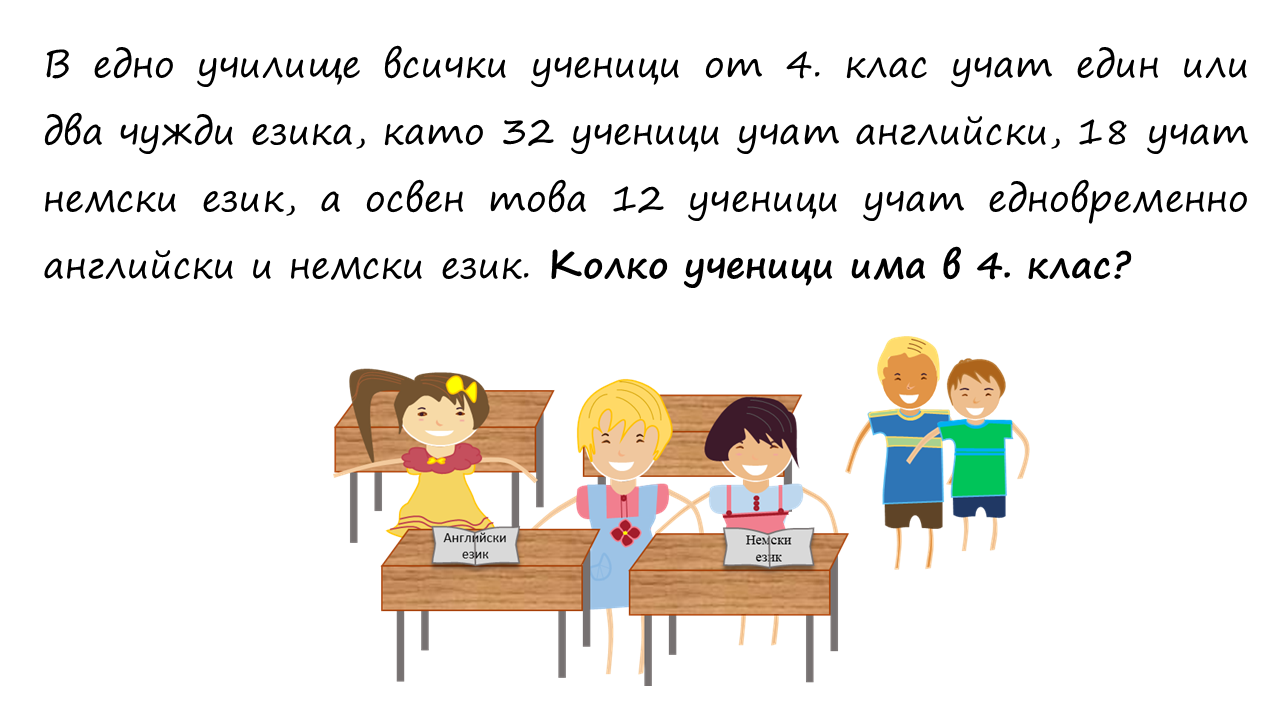 В едно училище всички ученици от 4. клас учат един или
два чужди езика, като 32 ученици учат английски, 18 учат
немски език, а освен това 12 ученици учат едновременно
английски и немски език. Колко ученици има в 4. клас?
Английски
език
Немски
език